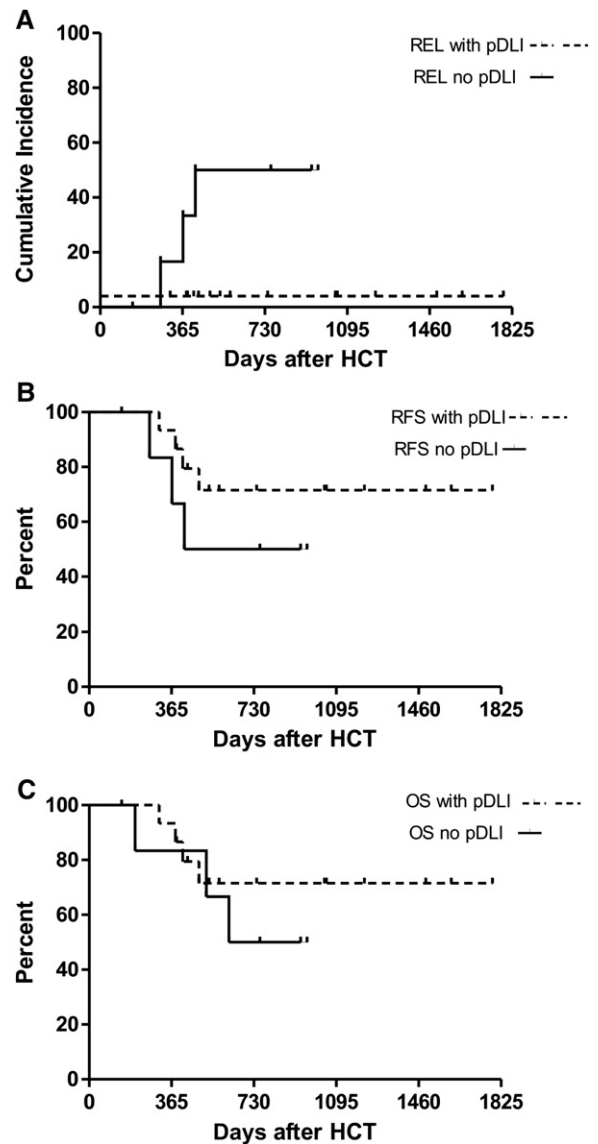 A
REL with pDLI
REL no pDLI
Cumulative Incidence
100
80
60
40
20
0
0 365 730 1095 1460 1825
Days after HCT
B
RFS with pDLI
RFS no pDLI
Percent
100
80
60
40
20
0
0 365 730 1095 1460 1825
Days after HCT
C
OS with pDLI
OS no pDLI
Percent
100
80
60
40
20
0
0 365 730 1095 1460 1825
Days after HCT